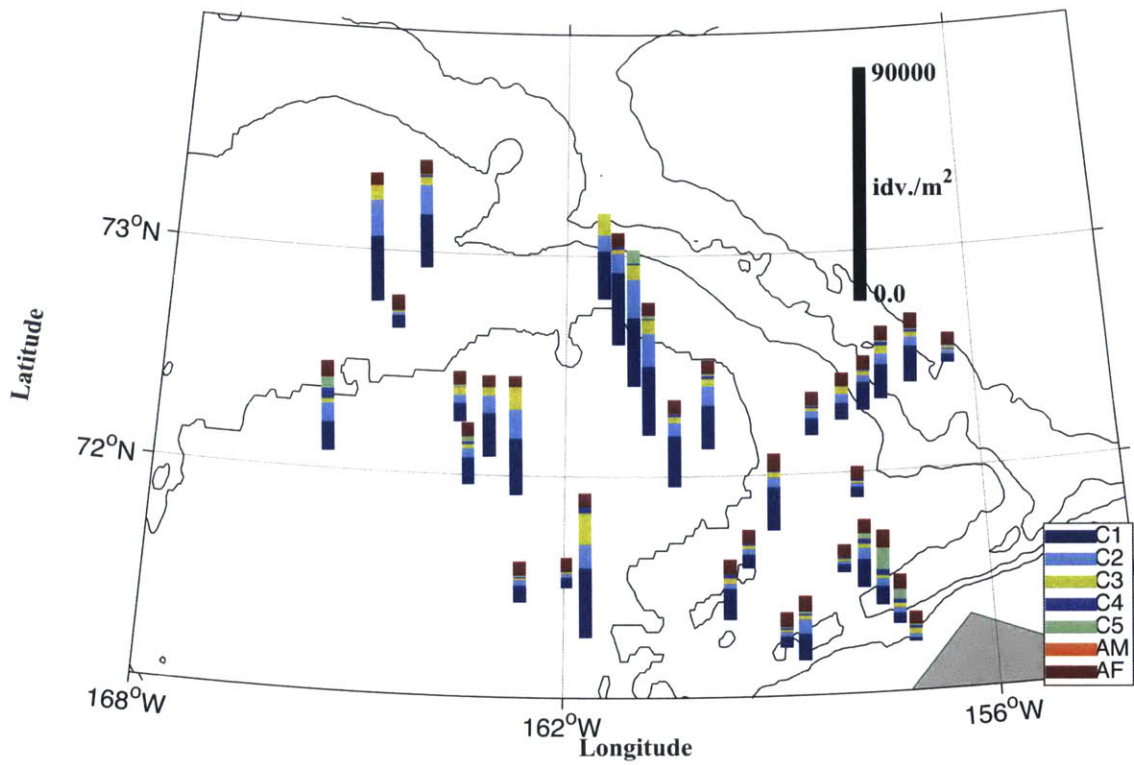 90000
idv./m²
0.0
73°N
72°N
Latitude
C1
C2
C3
C4
C5
AM
AF
168°W
162°W
156°W
Longitude